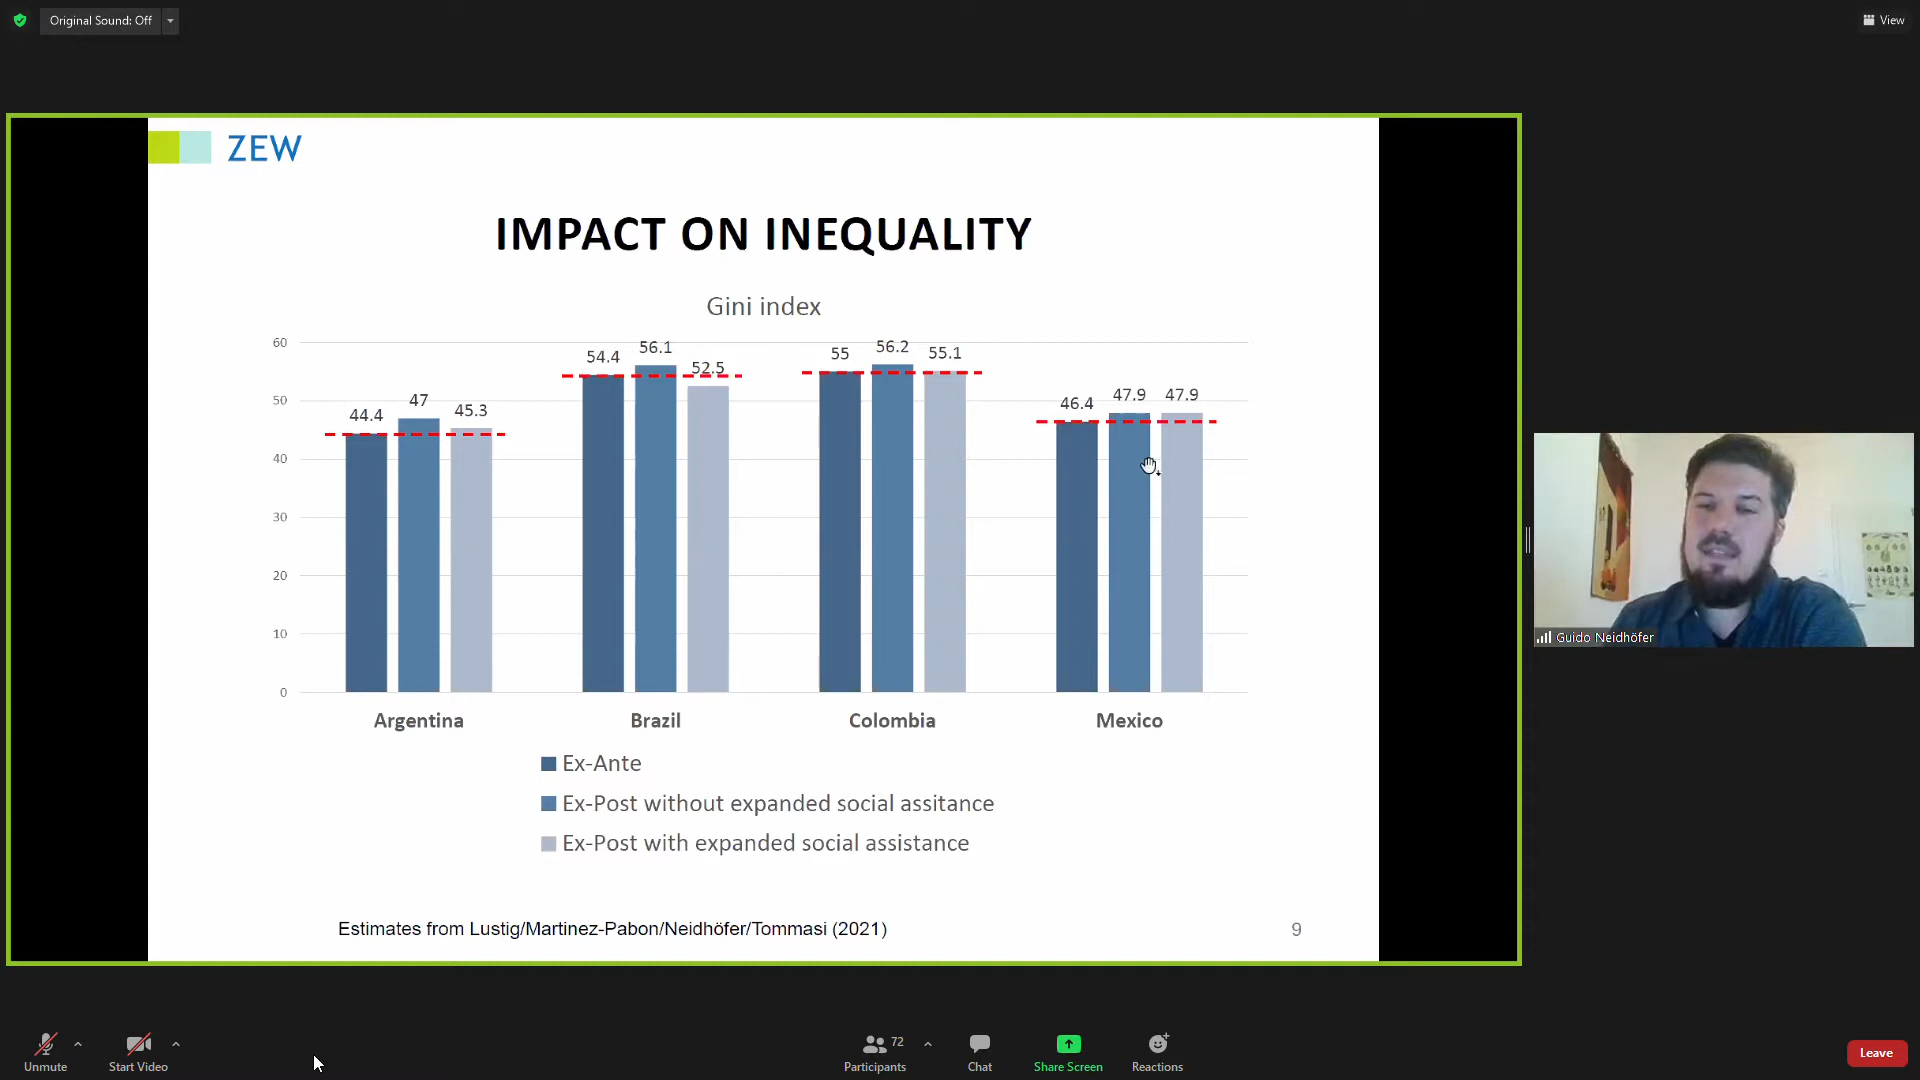 Original Sound: Off
View
ZEW
IMPACT ON INEQUALITY
Gini index
60
50
40
30
20
10
0
44.4
47
45.3
54.4
56.1
52.5
55
56.2
55.1
46.4
47.9
47.9
Argentina
Brazil
Colombia
Mexico
Ex-Ante
Ex-Post without expanded social assitance
Ex-Post with expanded social assistance
Estimates from Lustig/Martinez-Pabon/Neidhöfer/Tommasi (2021)
9
Guido Neidhöfer
Unmute
Start Video
72
Participants
Chat
Share Screen
Reactions
Leave